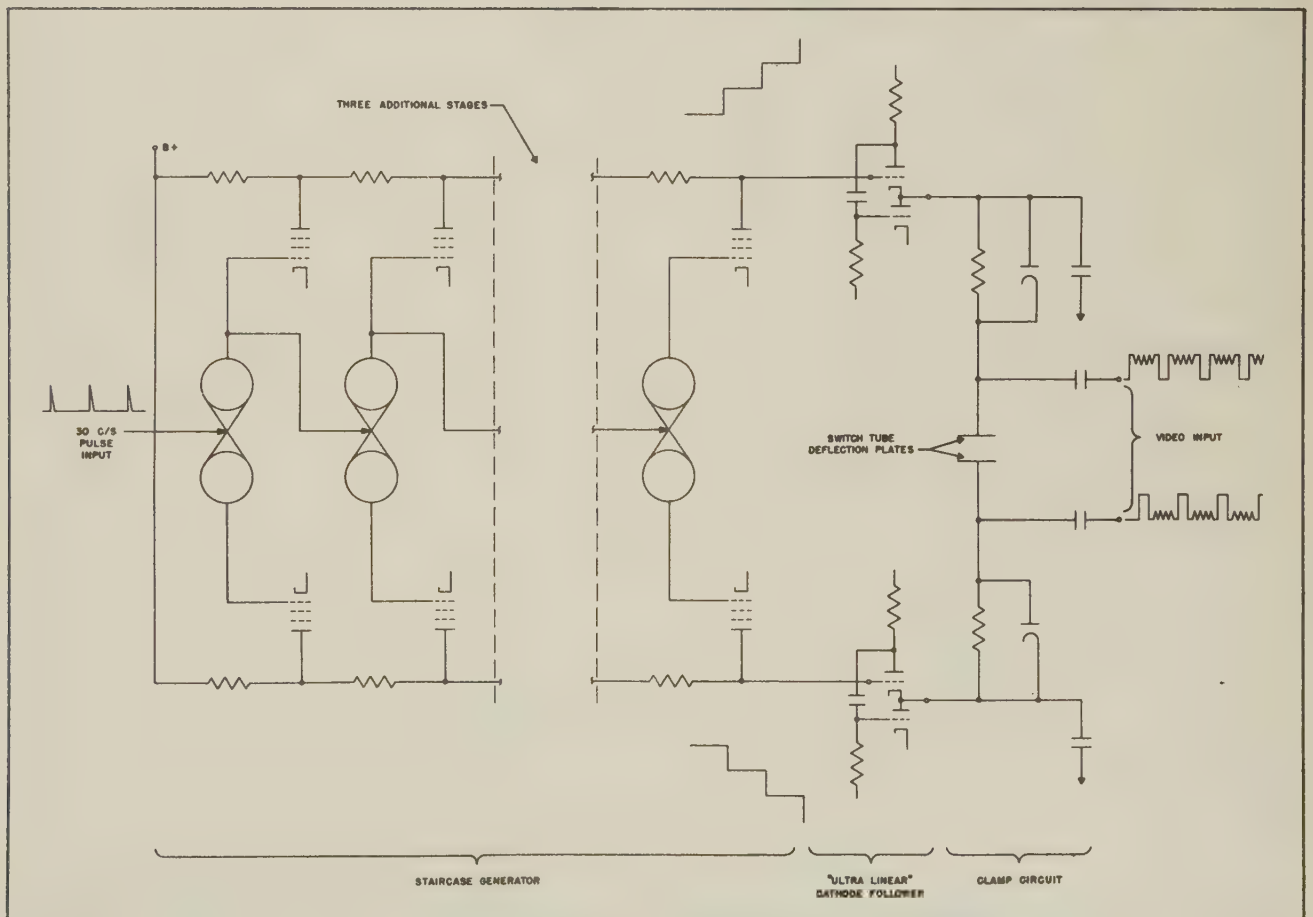 THREE ADDITIONAL STAGES
B+
30 C/S
PULSE
INPUT
SWITCH TUBE
DEFLECTION PLATES
VIDEO INPUT
STAIRCASE GENERATOR
"ULTRA LINEAR"
CATHODE FOLLOWER
CLAMP CIRCUIT